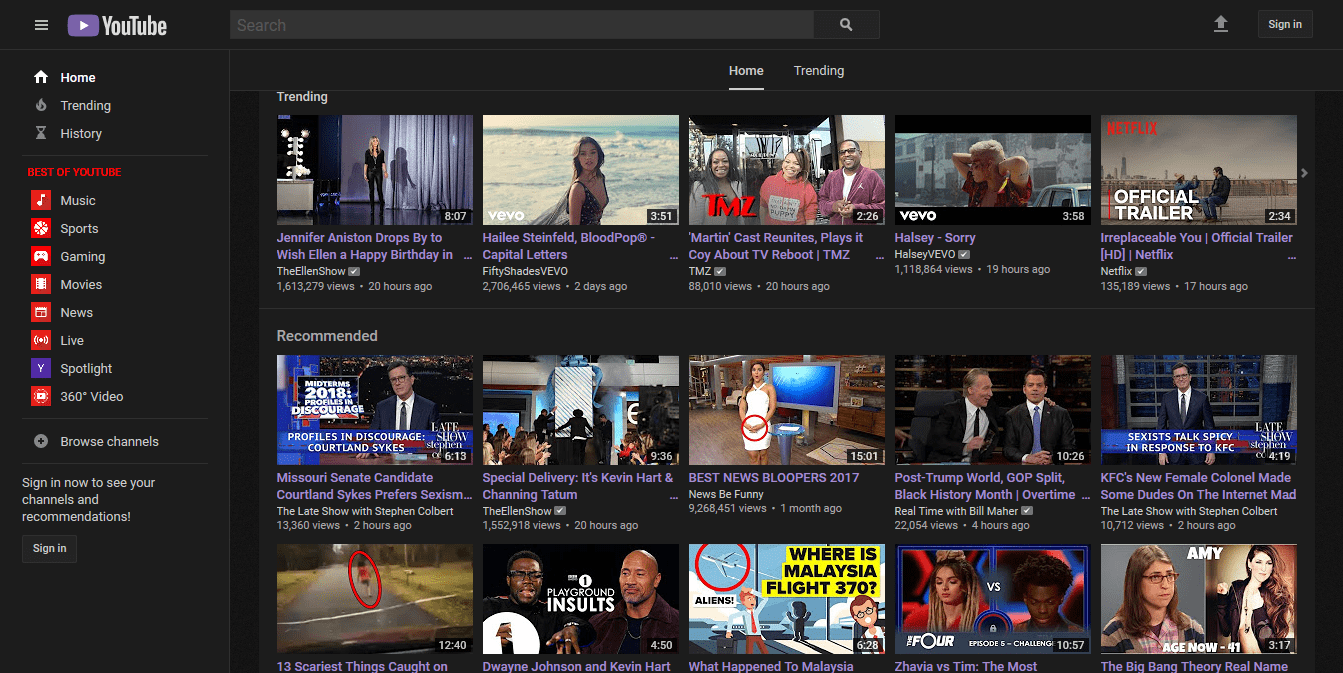 YouTube
Search
Sign in
Home
Trending
History
BEST OF YOUTUBE
Music
Sports
Gaming
Movies
News
Live
Y
Spotlight
360° Video
Browse channels
Sign in now to see your
channels and
recommendations!
Sign in
Home Trending
Trending
8:07
Jennifer Aniston Drops By to
Wish Ellen a Happy Birthday in ...
TheEllenShow
1,613,279 views • 20 hours ago
vevo 3:51
Hailee Steinfeld, BloodPop® -
Capital Letters ...
FiftyShadesVEVO
2,706,465 views • 2 days ago
TMZ 2:26
'Martin' Cast Reunites, Plays it
Coy About TV Reboot | TMZ ...
TMZ
88,010 views • 20 hours ago
vevo 3:58
Halsey - Sorry
HalseyVEVO
1,118,864 views • 19 hours ago
NETFLIX
OFFICIAL
TRAILER 2:34
Irreplaceable You | Official Trailer
[HD] | Netflix ...
Netflix
135,189 views • 17 hours ago
Recommended
MIDTERMS
2018:
PROFILES IN
DISCOURAGE
PROFILES IN DISCOURAGE:
COURTLAND SYKES
LATE
SHOW
stephen
6:13
Missouri Senate Candidate
Courtland Sykes Prefers Sexism...
The Late Show with Stephen Colbert
13,360 views • 2 hours ago
9:36
Special Delivery: It's Kevin Hart &
Channing Tatum ...
TheEllenShow
1,552,918 views • 20 hours ago
15:01
BEST NEWS BLOOPERS 2017
News Be Funny
9,268,451 views • 1 month ago
10:26
Post-Trump World, GOP Split,
Black History Month | Overtime ...
Real Time with Bill Maher
22,054 views • 4 hours ago
SEXISTS TALK SPICY
IN RESPONSE TO KFC
LATE
SHOW
stephen
4:19
KFC's New Female Colonel Made
Some Dudes On The Internet Mad
The Late Show with Stephen Colbert
10,712 views • 2 hours ago
12:40
13 Scariest Things Caught on
BBC RADIO 1
PLAYGROUND
INSULTS
4:50
Dwayne Johnson and Kevin Hart
WHERE IS
MALAYSIA
FLIGHT 370?
ALIENS!
6:28
What Happened To Malaysia
VS
THE FOUR EPISODE 5 – CHALLENG 10:57
Zhavia vs Tim: The Most
AMY
AGE NOW - 41 3:17
The Big Bang Theory Real Name